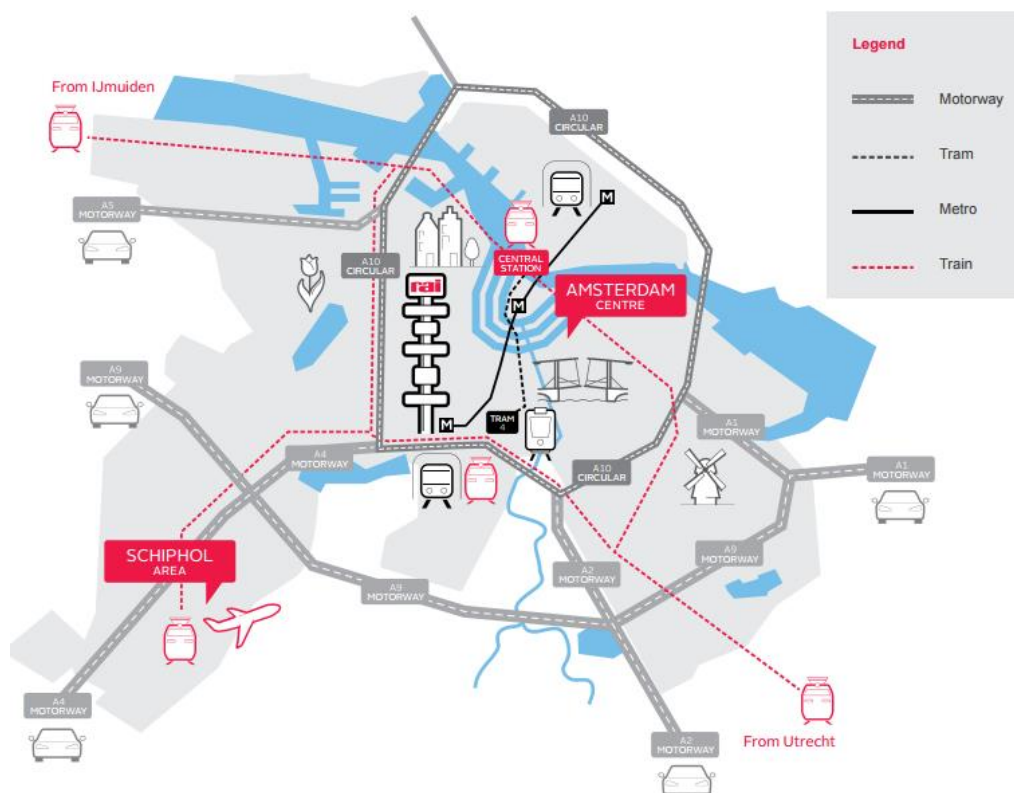 Legend
Motorway
Tram
Metro
Train
From IJmuiden
A10
CIRCULAR
A5
MOTORWAY
M
CENTRAL
STATION
A10
CIRCULAR
rai
AMSTERDAM
CENTRE
M
A9
MOTORWAY
M
TRAM
4
A1
MOTORWAY
A4
MOTORWAY
A10
CIRCULAR
A1
MOTORWAY
SCHIPHOL
AREA
A9
MOTORWAY
A2
MOTORWAY
A9
MOTORWAY
A4
MOTORWAY
From Utrecht
A2
MOTORWAY